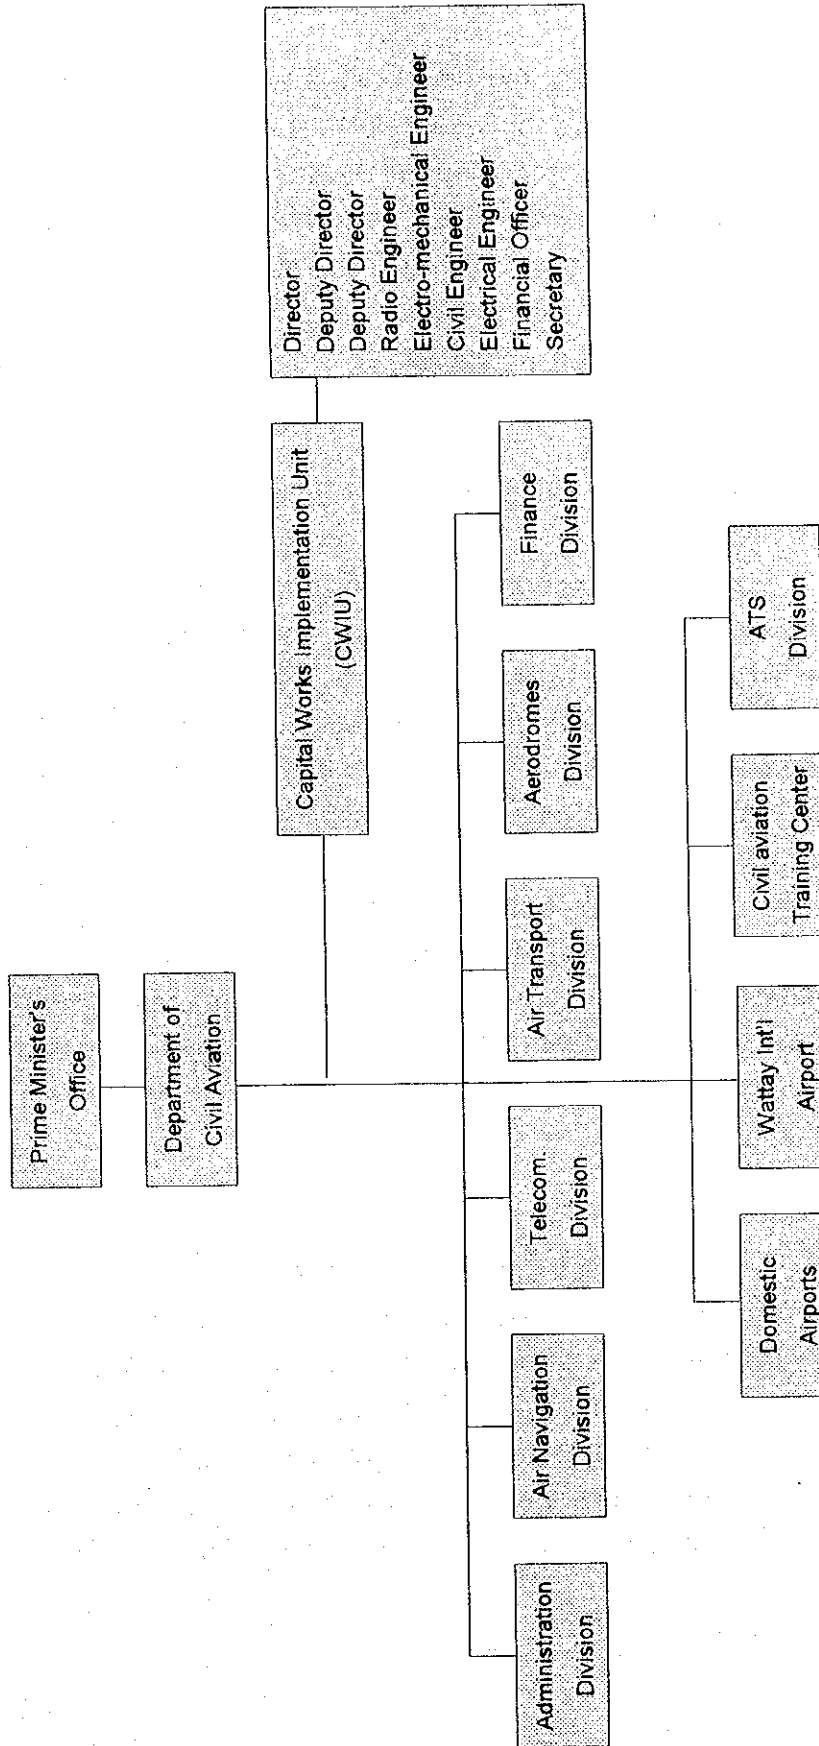 Prime Minister's
Office
Department of
Civil Aviation
Capital Works Implementation Unit
(CWIU)
Director
Deputy Director
Deputy Director
Radio Engineer
Electro-mechanical Engineer
Civil Engineer
Electrical Engineer
Financial Officer
Secretary
Administration
Division
Air Navigation
Division
Telecom.
Division
Air Transport
Division
Aerodromes
Division
Finance
Division
Domestic
Airports
Wattay Int'l
Airport
Civil aviation
Training Center
ATS
Division